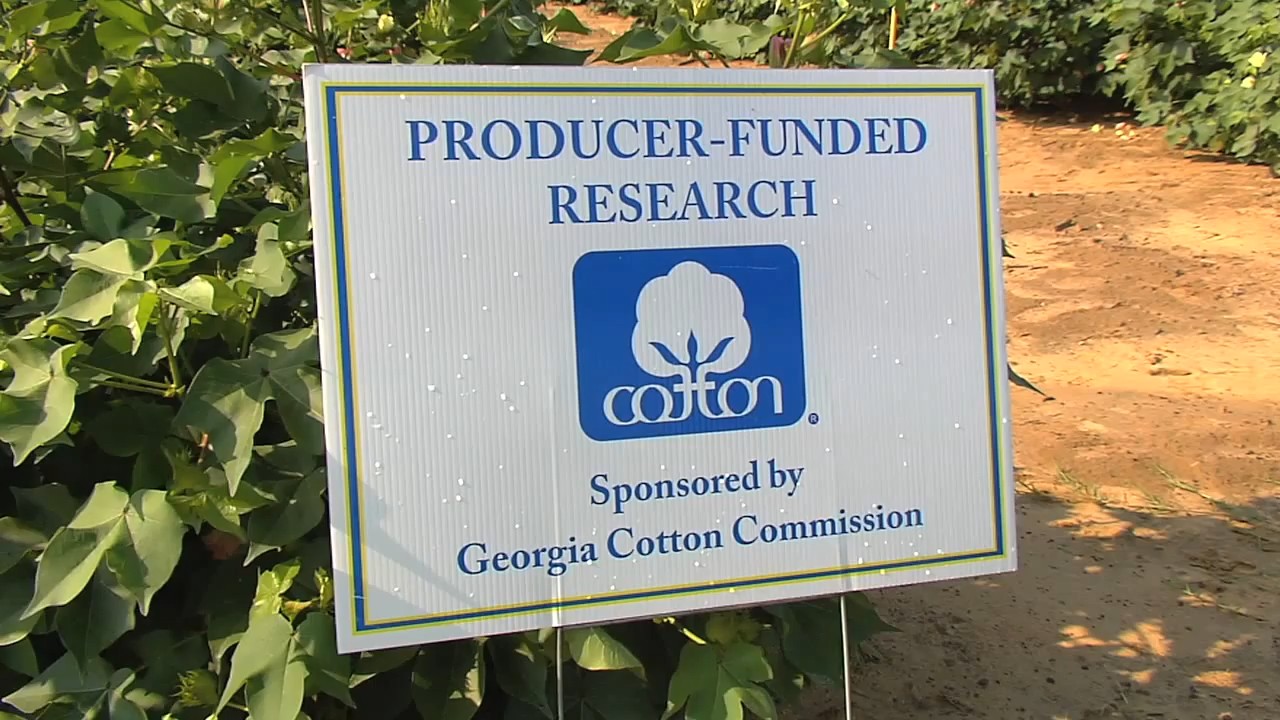 PRODUCER-FUNDED
RESEARCH
cotton
®
Sponsored by
Georgia Cotton Commission